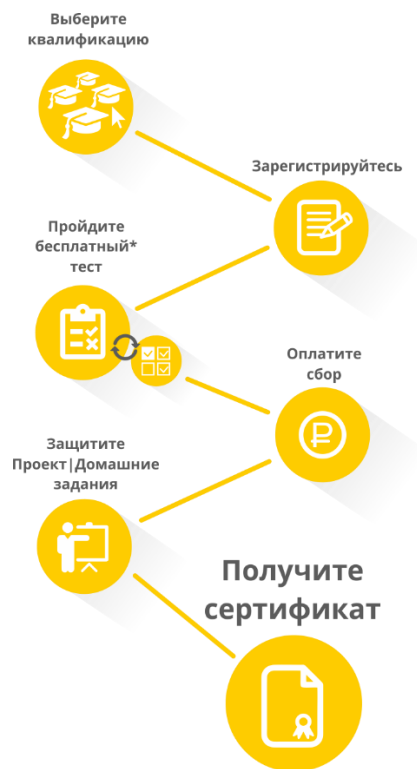 Выберите
квалификацию
Зарегистрируйтесь
Пройдите
бесплатный*
тест
Оплатите
сбор
Защитите
Проект|Домашние
задания
Получите
сертификат